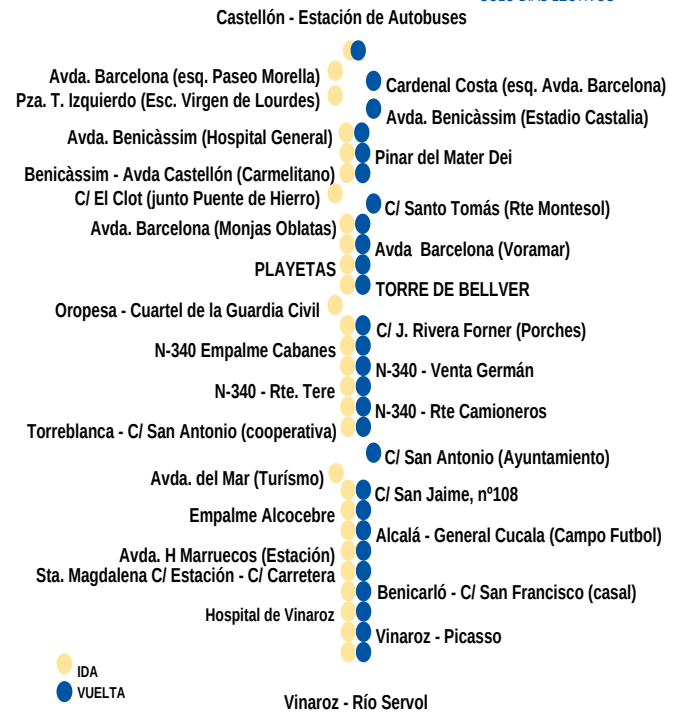 Castellón - Estación de Autobuses
Avda. Barcelona (esq. Paseo Morella)
Cardenal Costa (esq. Avda. Barcelona)
Pza. T. Izquierdo (Esc. Virgen de Lourdes)
Avda. Benicàssim (Estadio Castalia)
Avda. Benicàssim (Hospital General)
Pinar del Mater Dei
Benicàssim - Avda Castellón (Carmelitano)
C/ El Clot (junto Puente de Hierro)
C/ Santo Tomás (Rte Montesol)
Avda. Barcelona (Monjas Oblatas)
Avda Barcelona (Voramar)
PLAYETAS
TORRE DE BELLVER
Oropesa - Cuartel de la Guardia Civil
C/ J. Rivera Forner (Porches)
N-340 Empalme Cabanes
N-340 - Venta Germán
N-340 - Rte. Tere
N-340 - Rte Camioneros
Torreblanca - C/ San Antonio (cooperativa)
C/ San Antonio (Ayuntamiento)
Avda. del Mar (Turísmo)
C/ San Jaime, nº108
Empalme Alcocebre
Alcalá - General Cucala (Campo Futbol)
Avda. H Marruecos (Estación)
Sta. Magdalena C/ Estación - C/ Carretera
Benicarló - C/ San Francisco (casal)
Hospital de Vinaroz
Vinaroz - Picasso
IDA
VUELTA
Vinaroz - Río Servol